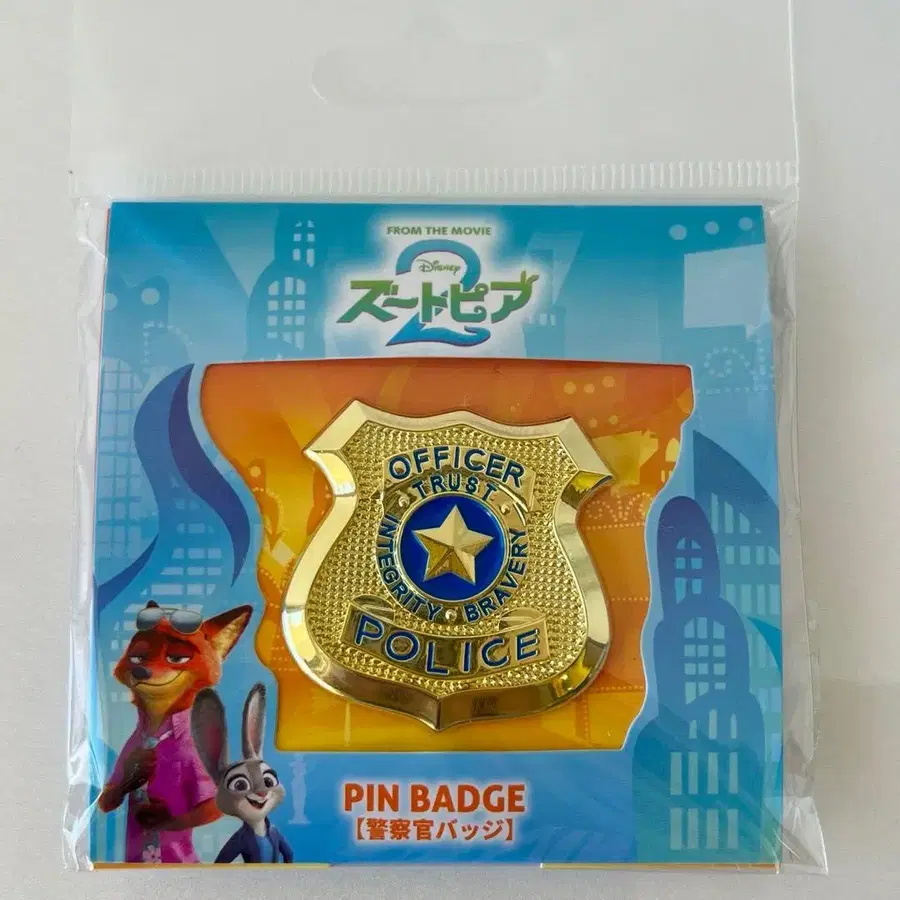 FROM THE MOVIE
Disney
ズートピア
2
OFFICER
TRUST
INTEGRITY
BRAVERY
POLICE
PIN BADGE
【警察官バッジ】